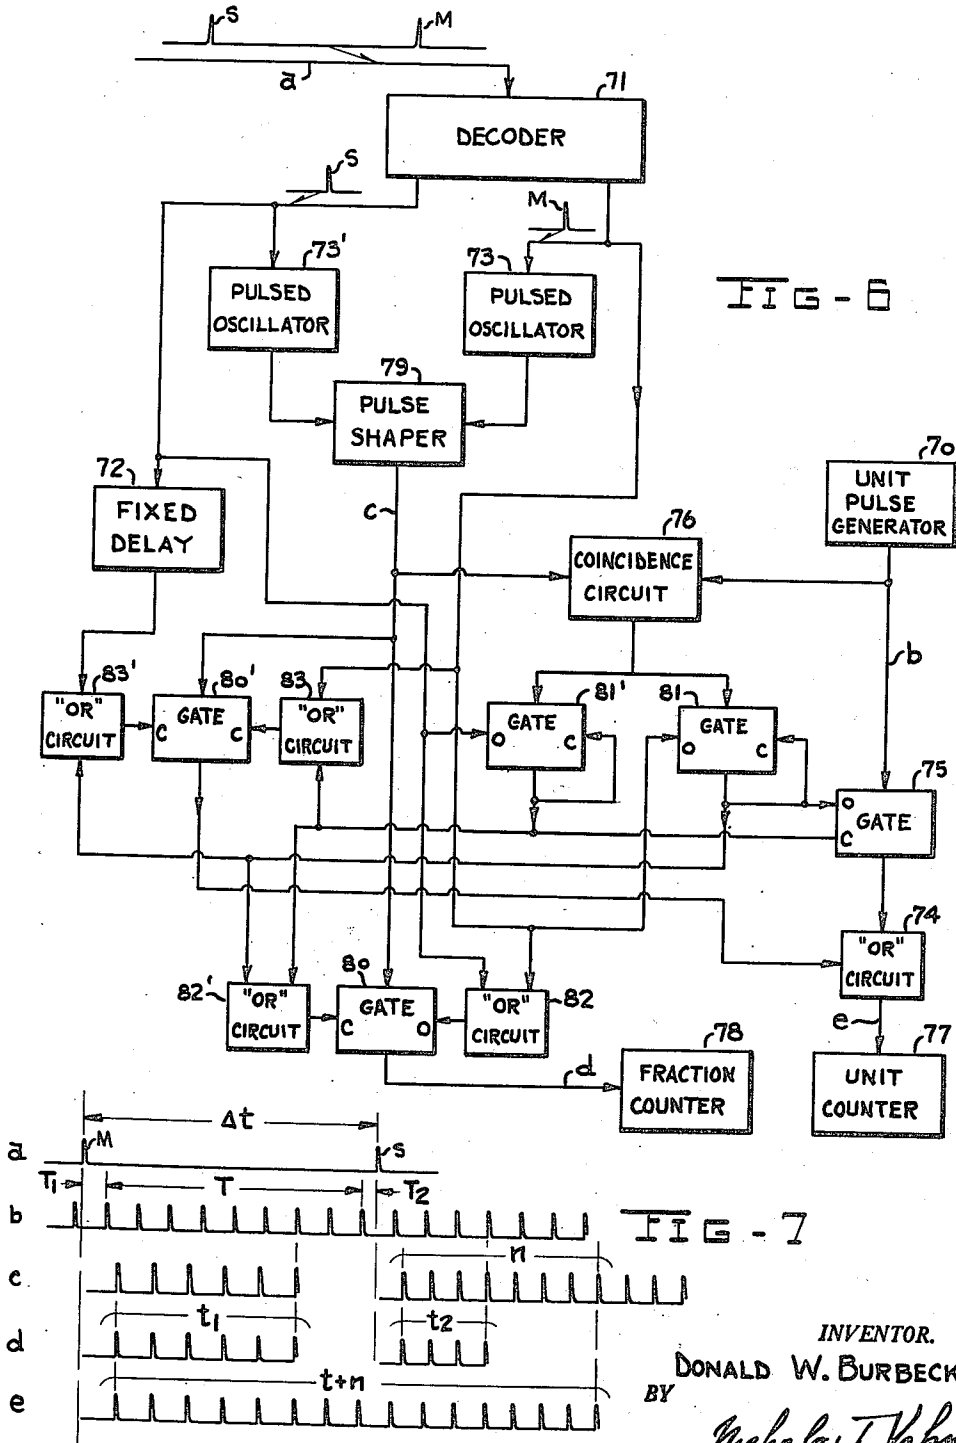 S
M
a
71
DECODER
S
M
73'
PULSED
OSCILLATOR
73
PULSED
OSCILLATOR
FIG-6
79
PULSE
SHAPER
72
FIXED
DELAY
c
76
COINCIDENCE
CIRCUIT
70
UNIT
PULSE
GENERATOR
b
83'
"OR"
CIRCUIT
80'
GATE
C
C
83
"OR"
CIRCUIT
81'
GATE
O
C
81
GATE
O
C
75
O
GATE
C
74
"OR"
CIRCUIT
82'
"OR"
CIRCUIT
80
GATE
C
O
82
"OR"
CIRCUIT
e
d
78
FRACTION
COUNTER
77
UNIT
COUNTER
Δt
a
M
S
T1
T
T2
b
FIG-7
n
c
t1
t2
d
t+n
e
INVENTOR.
DONALD W. BURBECK
BY